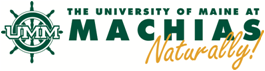 UMM
THE UNIVERSITY OF MAINE AT
MACHIAS
Naturally!